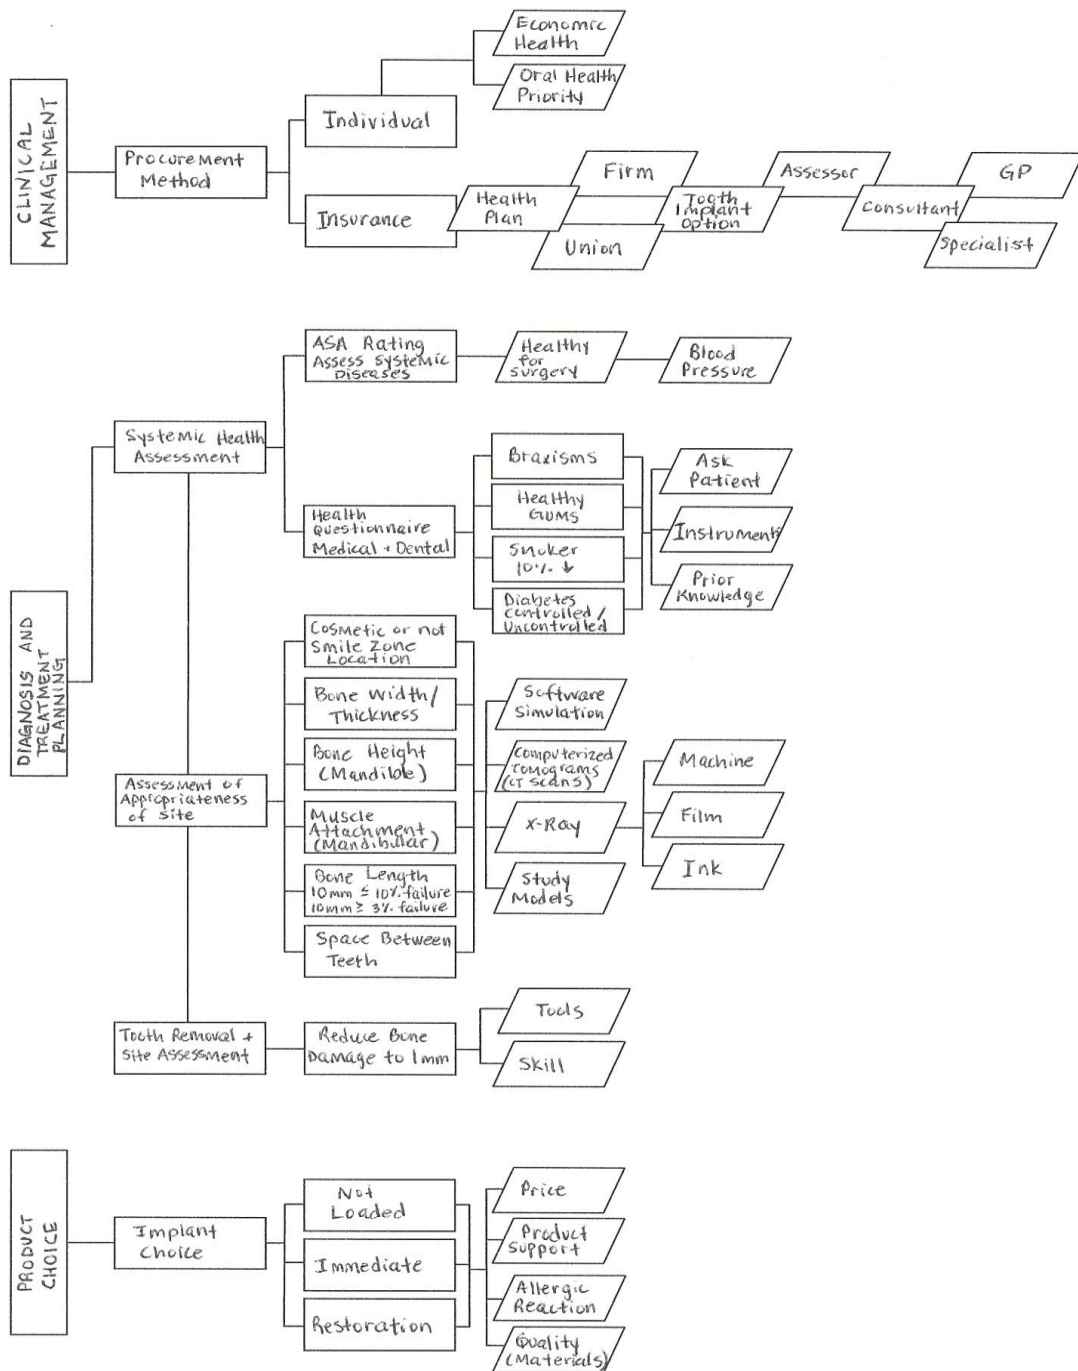 CLINICAL
MANAGEMENT
Procurement
Method
Individual
Economic
Health
Oral Health
Priority
Insurance
Health
Plan
Firm
Union
Tooth
Implant
Option
Assessor
Consultant
GP
Specialist
DIAGNOSIS AND
TREATMENT
PLANNING
Systemic Health
Assessment
ASA Rating
Assess Systemic
Diseases
Healthy
for
Surgery
Blood
Pressure
Health
Questionnaire
Medical + Dental
Braxisms
Healthy
GUMS
Smoker
10% ↓
Diabetes
Controlled /
Uncontrolled
Ask
Patient
Instruments
Prior
Knowledge
Assessment of
Appropriateness
of Site
Cosmetic or not
Smile Zone
Location
Bone Width/
Thickness
Bone Height
(Mandible)
Muscle
Attachment
(Mandibular)
Bone Length
10mm ≤ 10% failure
10mm ≥ 3% failure
Space Between
Teeth
Software
Simulation
Computerized
Tomograms
(CT Scans)
X-Ray
Study
Models
Machine
Film
Ink
Tooth Removal +
Site Assessment
Reduce Bone
Damage to 1mm
Tools
Skill
PRODUCT
CHOICE
Implant
Choice
Not
Loaded
Immediate
Restoration
Price
Product
Support
Allergic
Reaction
Quality
(Materials)